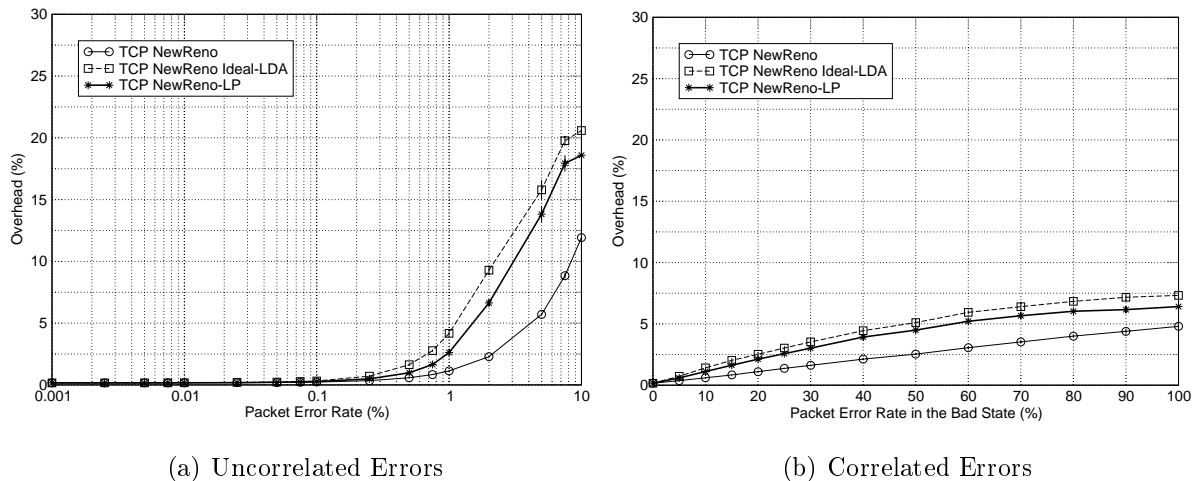 30
25
20
15
10
5
0
Overhead (%)
TCP NewReno
TCP NewReno Ideal-LDA
TCP NewReno-LP
0.001 0.01 0.1 1 10
Packet Error Rate (%)
(a) Uncorrelated Errors
30
25
20
15
10
5
0
Overhead (%)
TCP NewReno
TCP NewReno Ideal-LDA
TCP NewReno-LP
0 10 20 30 40 50 60 70 80 90 100
Packet Error Rate in the Bad State (%)
(b) Correlated Errors